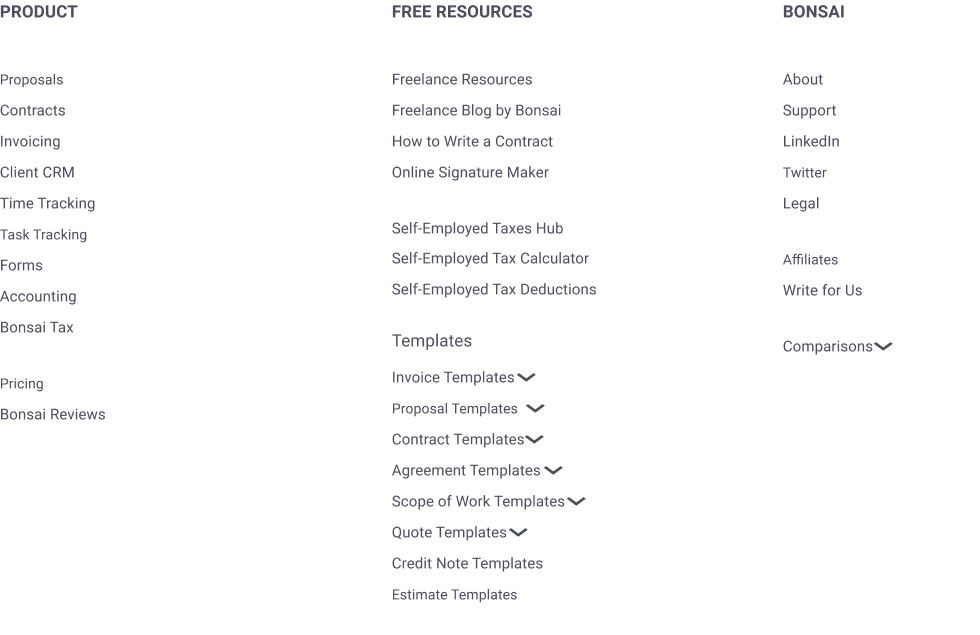 PRODUCT
Proposals
Contracts
Invoicing
Client CRM
Time Tracking
Task Tracking
Forms
Accounting
Bonsai Tax
Pricing
Bonsai Reviews
FREE RESOURCES
Freelance Resources
Freelance Blog by Bonsai
How to Write a Contract
Online Signature Maker
Self-Employed Taxes Hub
Self-Employed Tax Calculator
Self-Employed Tax Deductions
Templates
Invoice Templates
Proposal Templates
Contract Templates
Agreement Templates
Scope of Work Templates
Quote Templates
Credit Note Templates
Estimate Templates
BONSAI
About
Support
LinkedIn
Twitter
Legal
Affiliates
Write for Us
Comparisons